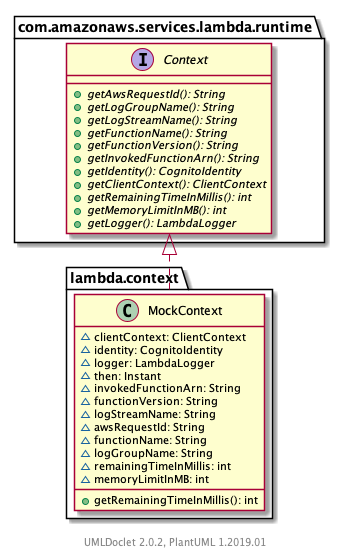 com.amazonaws.services.lambda.runtime
I Context
getAwsRequestId(): String
getLogGroupName(): String
getLogStreamName(): String
getFunctionName(): String
getFunctionVersion(): String
getInvokedFunctionArn(): String
getIdentity(): CognitoIdentity
getClientContext(): ClientContext
getRemainingTimeInMillis(): int
getMemoryLimitInMB(): int
getLogger(): LambdaLogger
lambda.context
C MockContext
clientContext: ClientContext
identity: CognitoIdentity
logger: LambdaLogger
then: Instant
invokedFunctionArn: String
functionVersion: String
logStreamName: String
awsRequestId: String
functionName: String
logGroupName: String
remainingTimeInMillis: int
memoryLimitInMB: int
getRemainingTimeInMillis(): int
UMLDoclet 2.0.2, PlantUML 1.2019.01